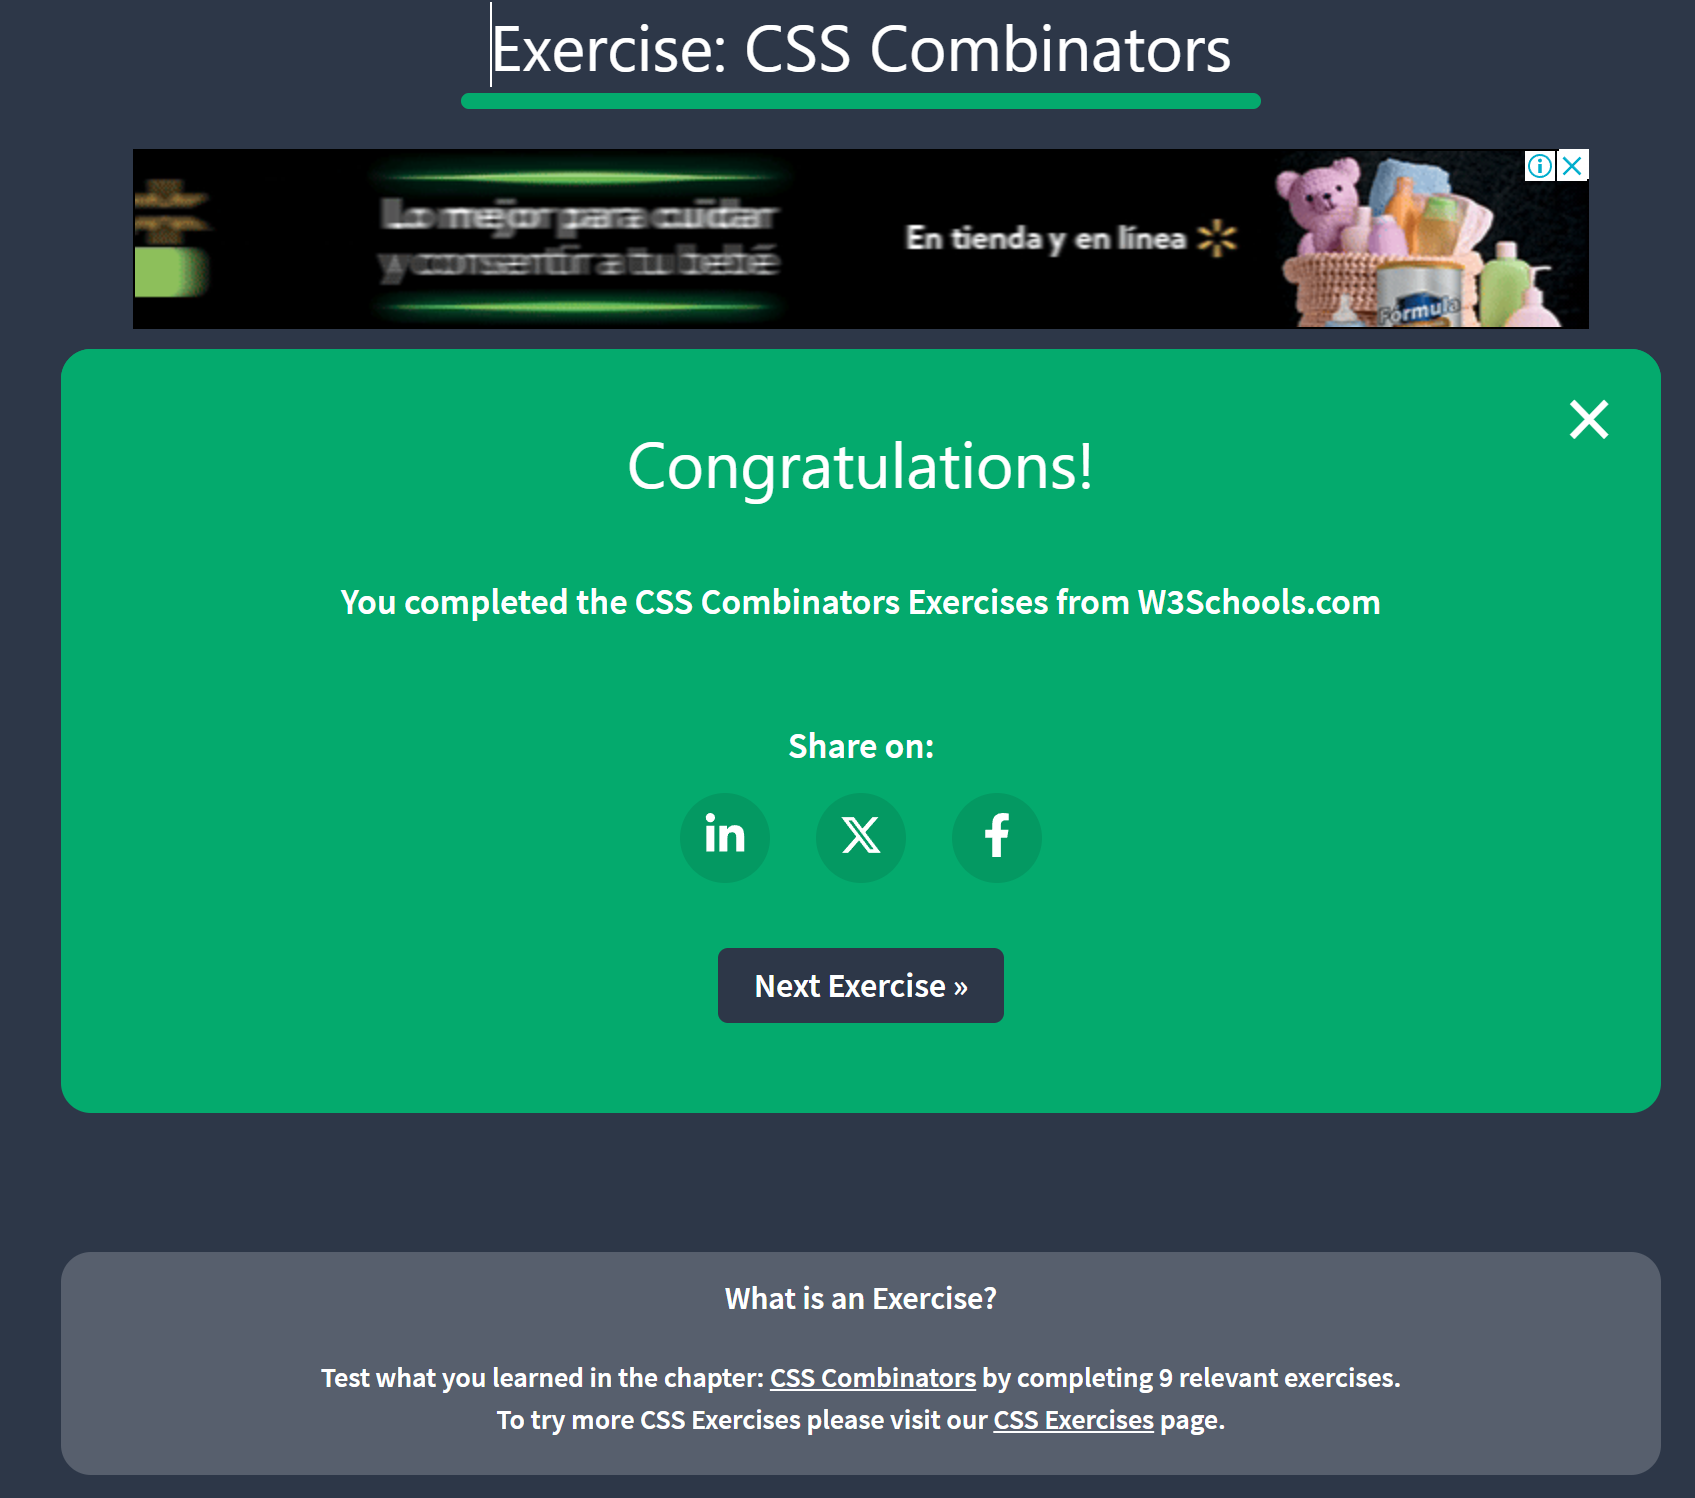 Exercise: CSS Combinators
Lo mejor para cuidar
y consentir a tu bebé
En tienda y en línea
Fórmula
×
Congratulations!
You completed the CSS Combinators Exercises from W3Schools.com
Share on:
in
X
f
Next Exercise »
What is an Exercise?
Test what you learned in the chapter: CSS Combinators by completing 9 relevant exercises.
To try more CSS Exercises please visit our CSS Exercises page.